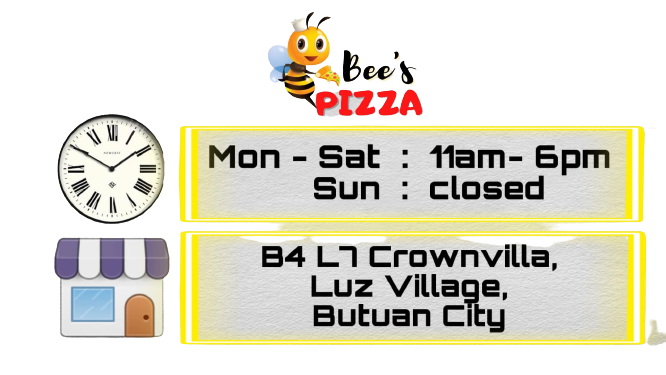 Bee's
PIZZA
Mon - Sat : 11am- 6pm
Sun : closed
B4 L7 Crownvilla,
Luz Village,
Butuan City